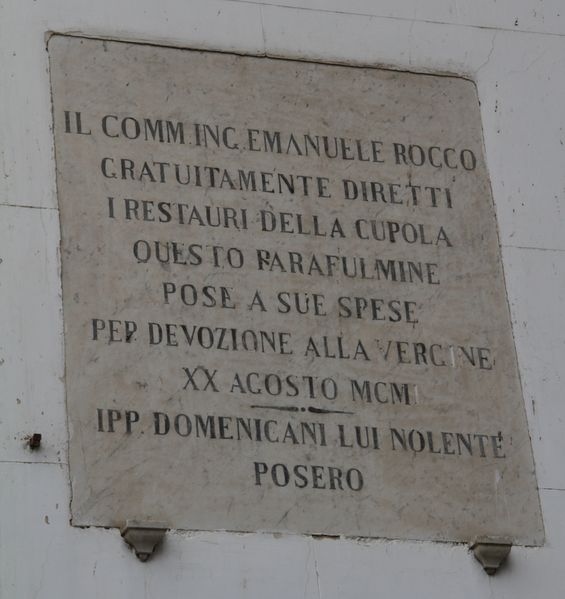 IL COMM. ING. EMANUELE ROCCO
GRATUITAMENTE DIRETTI
I RESTAURI DELLA CUPOLA
QUESTO PARAFULMINE
POSE A SUE SPESE
PER DEVOZIONE ALLA VERGINE
XX AGOSTO MCMI
I PP. DOMENICANI LUI NOLENTE
POSERO